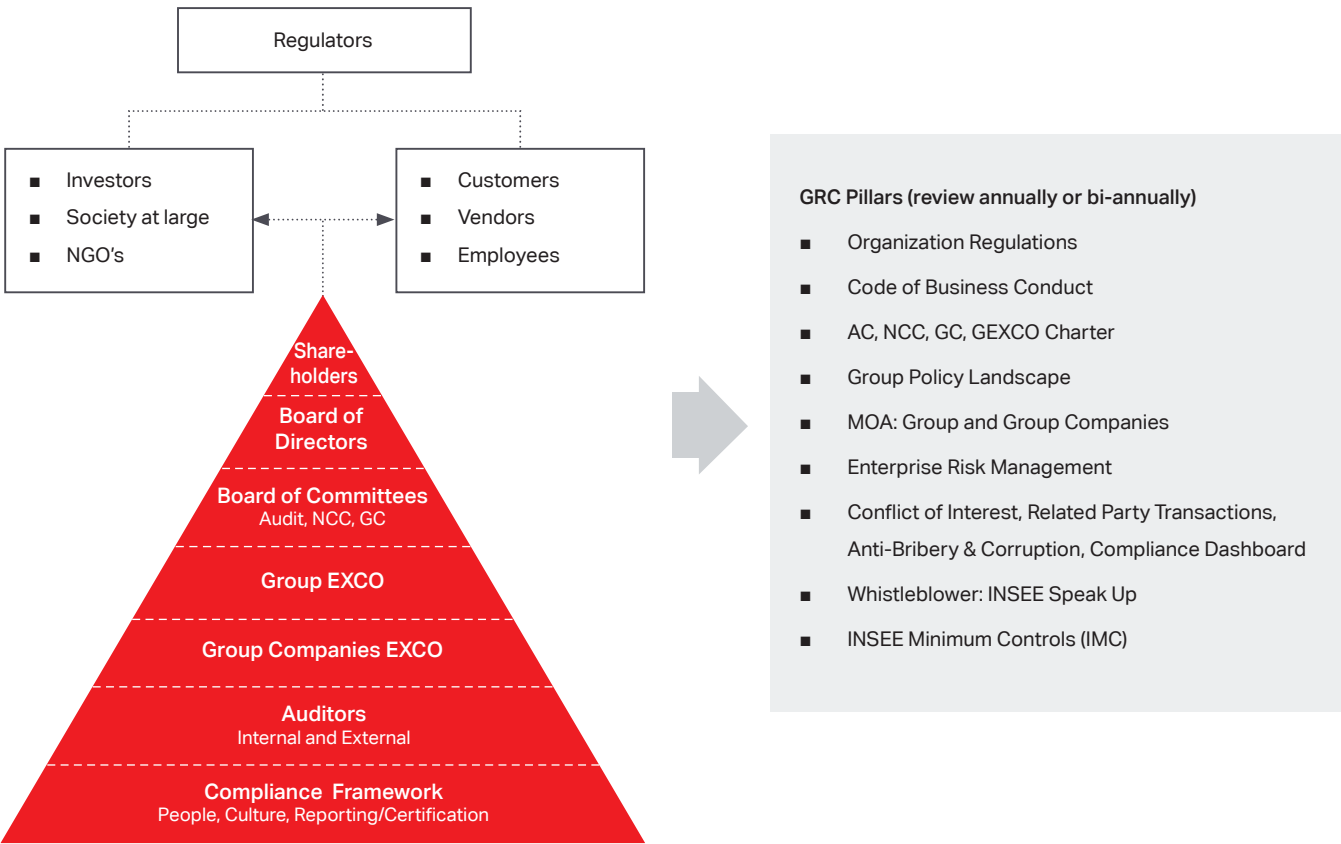 Regulators
■ Investors
■ Society at large
■ NGO's
■ Customers
■ Vendors
■ Employees
Share-
holders
Board of
Directors
Board of Committees
Audit, NCC, GC
Group EXCO
Group Companies EXCO
Auditors
Internal and External
Compliance Framework
People, Culture, Reporting/Certification
GRC Pillars (review annually or bi-annually)
■ Organization Regulations
■ Code of Business Conduct
■ AC, NCC, GC, GEXCO Charter
■ Group Policy Landscape
■ MOA: Group and Group Companies
■ Enterprise Risk Management
■ Conflict of Interest, Related Party Transactions,
Anti-Bribery & Corruption, Compliance Dashboard
■ Whistleblower: INSEE Speak Up
■ INSEE Minimum Controls (IMC)